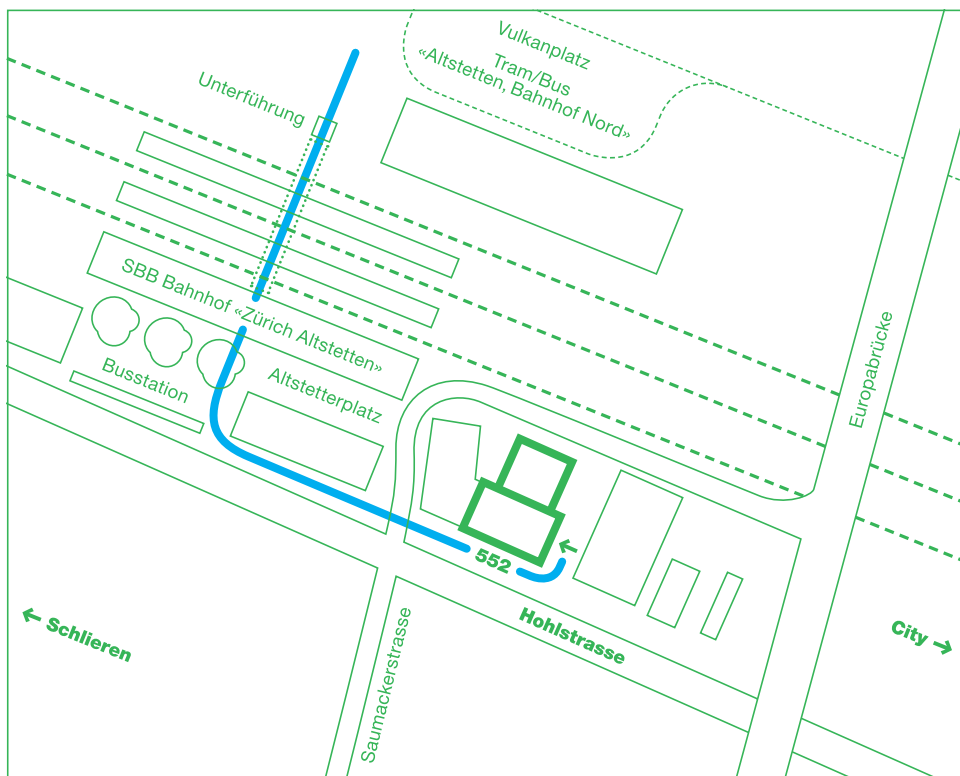 Vulkanplatz
Tram/Bus
«Altstetten, Bahnhof Nord»
Unterführung
SBB Bahnhof «Zürich Altstetten»
Busstation
Altstetterplatz
Europabrücke
552
Hohlstrasse
← Schlieren
City →
Saumackerstrasse